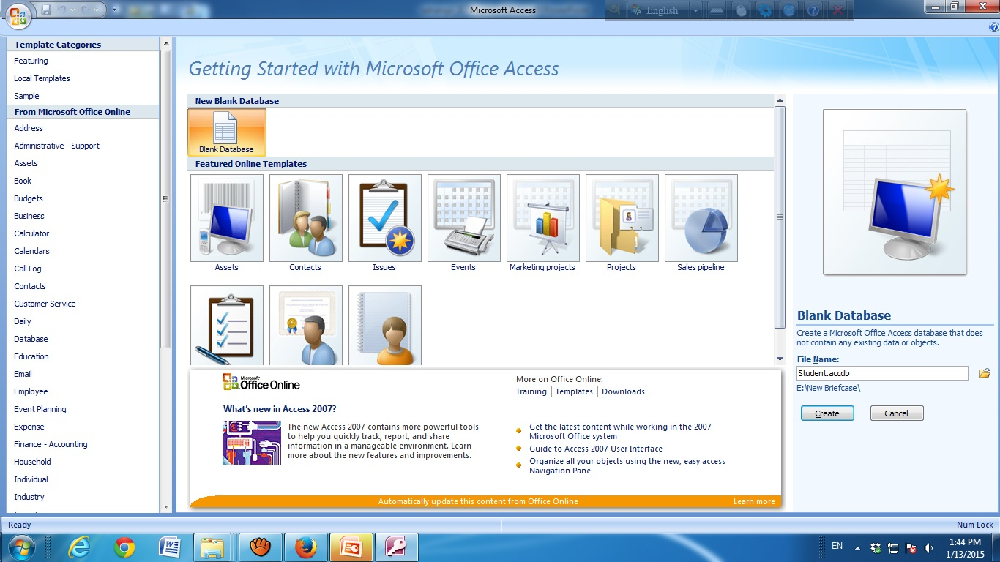 Microsoft Access
English
Template Categories
Featuring
Local Templates
Sample
From Microsoft Office Online
Address
Administrative - Support
Assets
Book
Budgets
Business
Calculator
Calendars
Call Log
Contacts
Customer Service
Daily
Database
Education
Email
Employee
Event Planning
Expense
Finance - Accounting
Household
Individual
Industry
Getting Started with Microsoft Office Access
New Blank Database
Blank Database
Featured Online Templates
Assets
Contacts
Issues
Events
Marketing projects
Projects
Sales pipeline
Microsoft®
Office Online
What's new in Access 2007?
The new Access 2007 contains more powerful tools
to help you quickly track, report, and share
information in a manageable environment. Learn
more about the new features and improvements.
More on Office Online:
Training | Templates | Downloads
Get the latest content while working in the 2007
Microsoft Office system
Guide to Access 2007 User Interface
Organize all your objects using the new, easy access
Navigation Pane
Automatically update this content from Office Online
Learn more
Blank Database
Create a Microsoft Office Access database that does
not contain any existing data or objects.
File Name:
Student.accdb
E:\New Briefcase\
Create
Cancel
Ready
Num Lock
EN
1:44 PM
1/13/2015